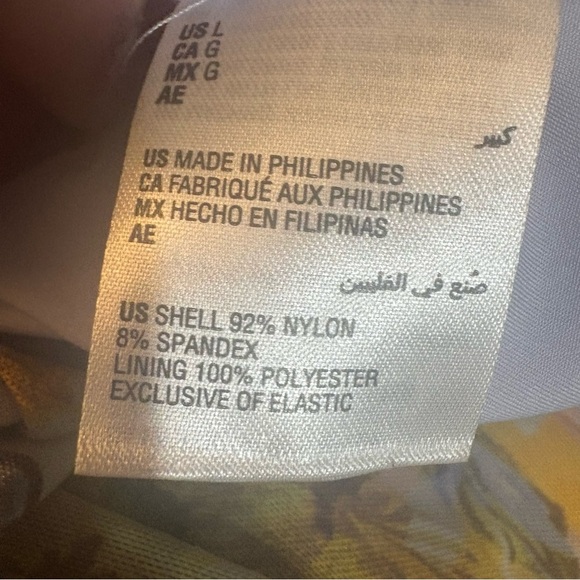 US L
CA G
MX G
AE
كبير
US MADE IN PHILIPPINES
CA FABRIQUÉ AUX PHILIPPINES
MX HECHO EN FILIPINAS
AE
صُنع في الفلبين
US SHELL 92% NYLON
8% SPANDEX
LINING 100% POLYESTER
EXCLUSIVE OF ELASTIC